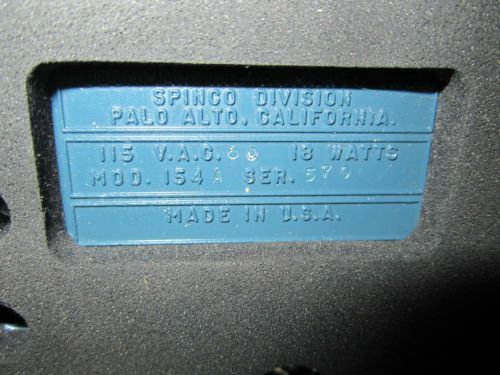 SPINCO DIVISION
PALO ALTO, CALIFORNIA.
115 V.A.C. 60 18 WATTS
MOD. 154A SER. 570
MADE IN U.S.A.